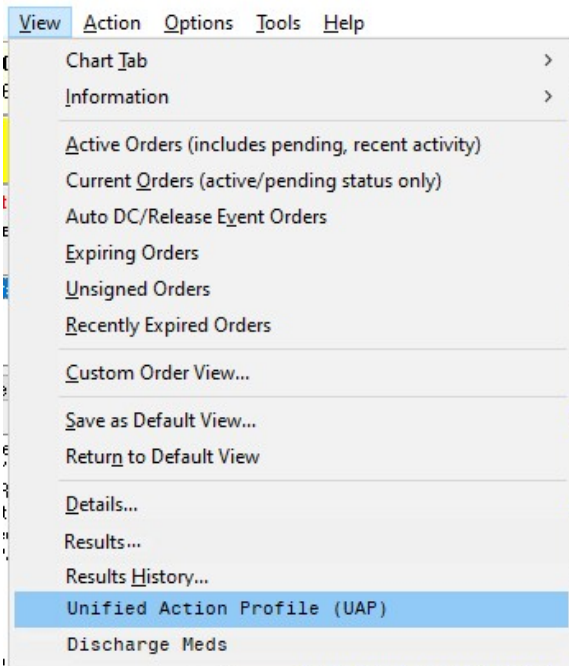 View Action Options Tools Help
Chart Tab
Information
Active Orders (includes pending, recent activity)
Current Orders (active/pending status only)
Auto DC/Release Event Orders
Expiring Orders
Unsigned Orders
Recently Expired Orders
Custom Order View...
Save as Default View...
Return to Default View
Details...
Results...
Results History...
Unified Action Profile (UAP)
Discharge Meds